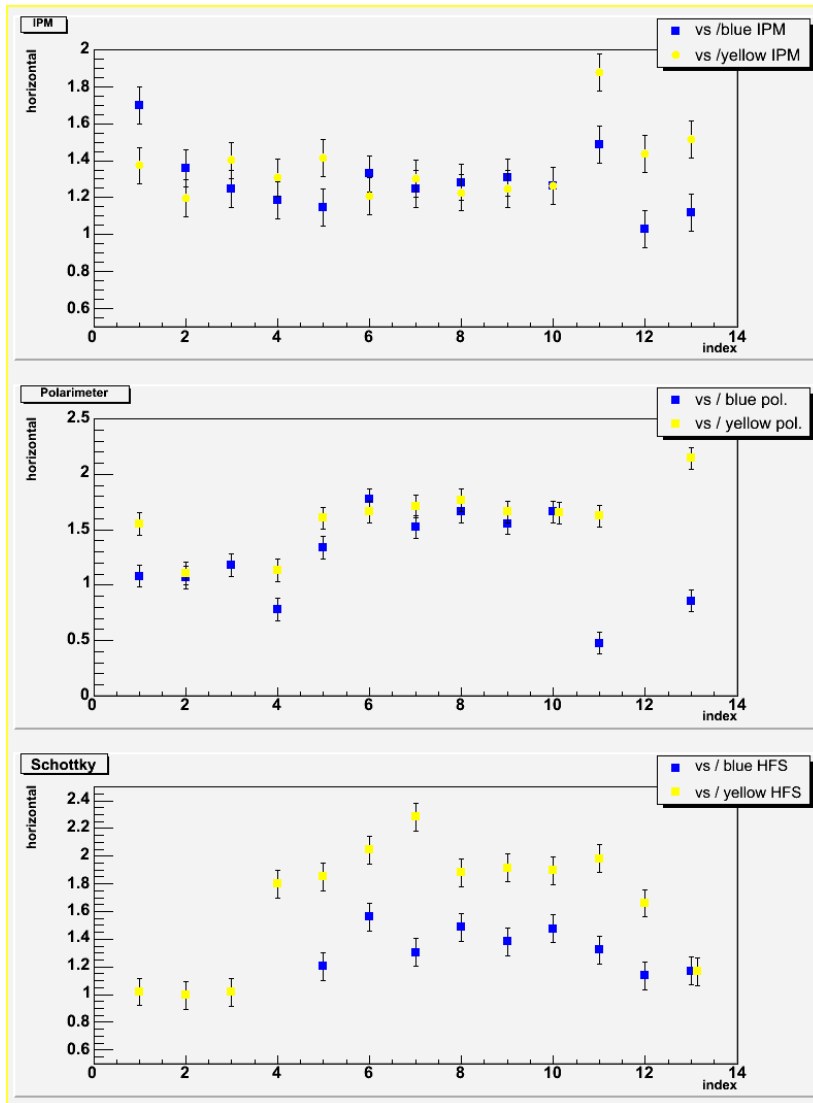 IPM
vs /blue IPM
vs /yellow IPM
horizontal
2
1.8
1.6
1.4
1.2
1
0.8
0.6
0 2 4 6 8 10 12 14
index
Polarimeter
vs / blue pol.
vs / yellow pol.
horizontal
2.5
2
1.5
1
0.5
0
0 2 4 6 8 10 12 14
index
Schottky
vs / blue HFS
vs / yellow HFS
horizontal
2.4
2.2
2
1.8
1.6
1.4
1.2
1
0.8
0.6
0 2 4 6 8 10 12 14
index